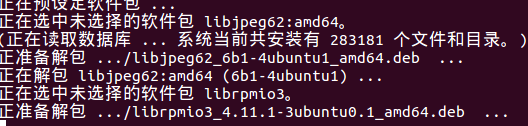 正在预设定软件包 ...
正在选中未选择的软件包 libjpeg62:amd64。
(正在读取数据库 ... 系统当前共安装有 283181 个文件和目录。)
正准备解包 .../libjpeg62_6b1-4ubuntu1_amd64.deb  ...
正在解包 libjpeg62:amd64 (6b1-4ubuntu1) ...
正在选中未选择的软件包 librpmio3。
正准备解包 .../librpmio3_4.11.1-3ubuntu0.1_amd64.deb  ...